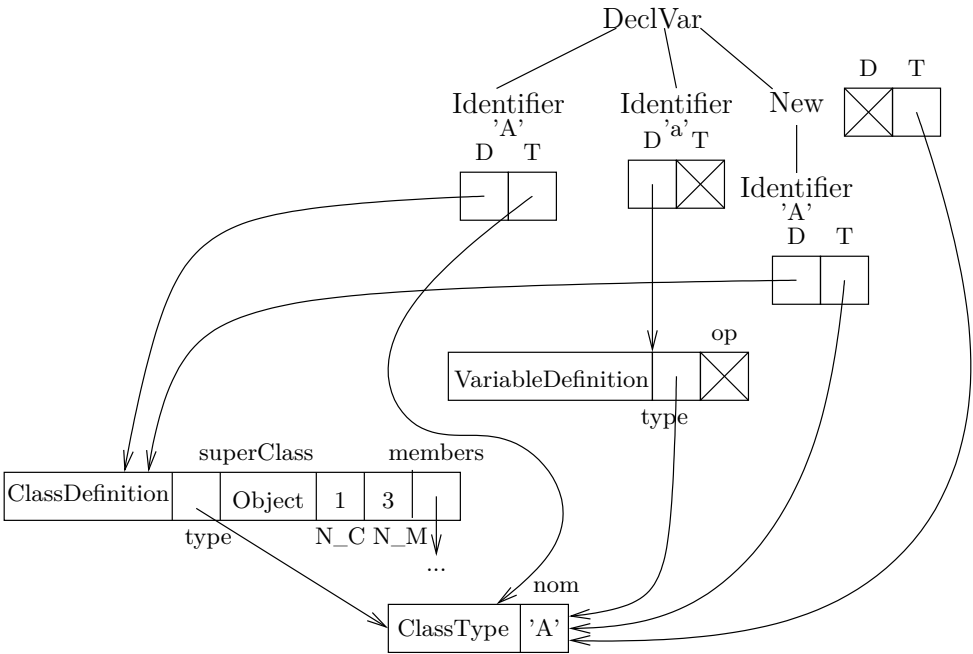 DeclVar
D T
Identifier Identifier New
'A' 'a'
D T D T
Identifier
'A'
D T
op
VariableDefinition
type
superClass members
ClassDefinition Object 1 3
type N_C N_M
...
nom
ClassType 'A'